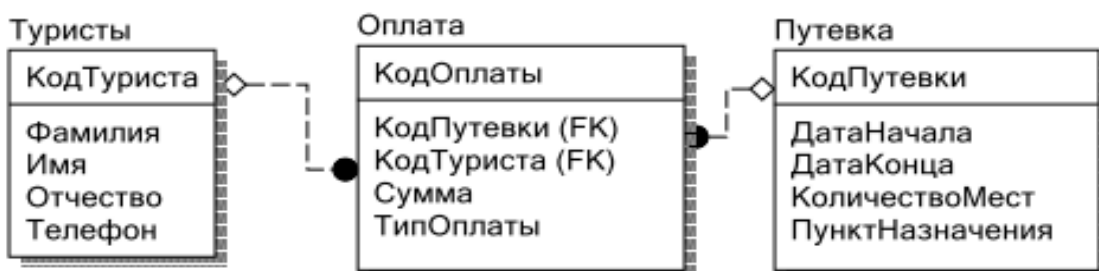 Туристы
КодТуриста
Фамилия
Имя
Отчество
Телефон
Оплата
КодОплаты
КодПутевки (FK)
КодТуриста (FK)
Сумма
ТипОплаты
Путевка
КодПутевки
ДатаНачала
ДатаКонца
КоличествоМест
ПунктНазначения